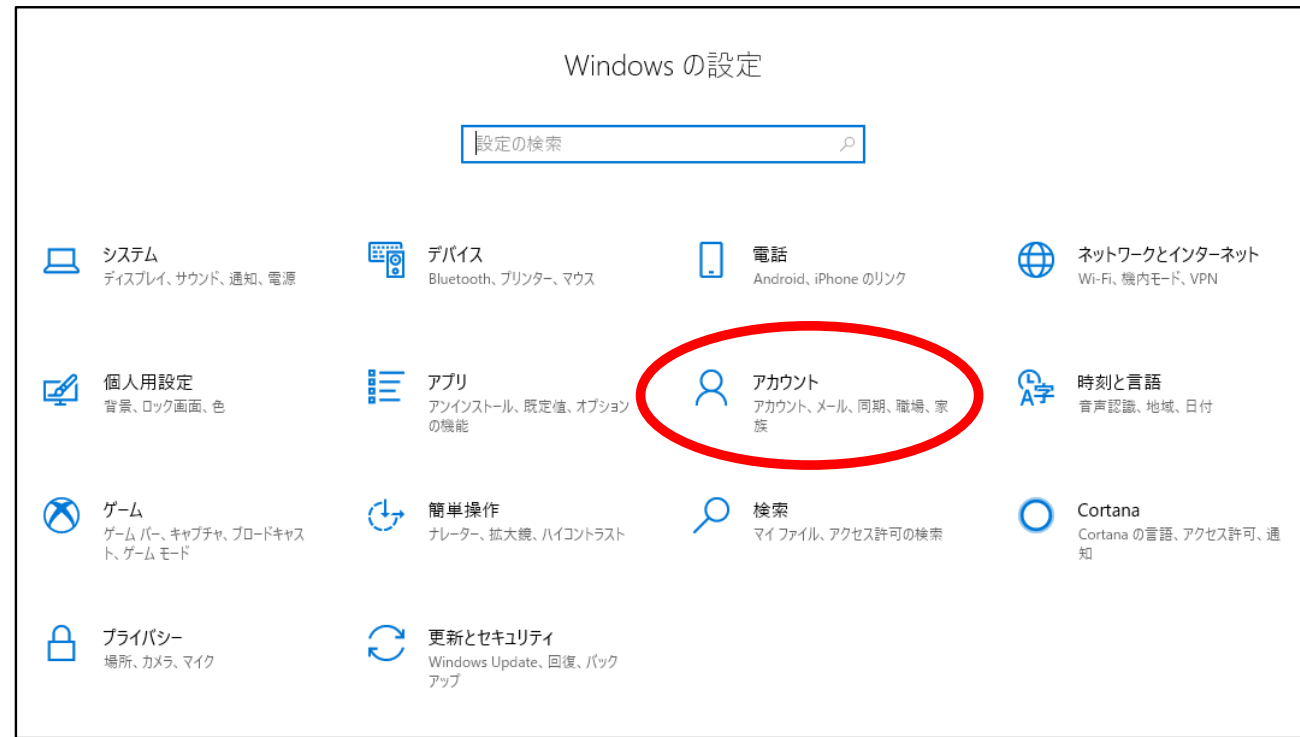 Windows の設定
設定の検索
システム
ディスプレイ、サウンド、通知、電源
デバイス
Bluetooth、プリンター、マウス
電話
Android、iPhone のリンク
ネットワークとインターネット
Wi-Fi、機内モード、VPN
個人用設定
背景、ロック画面、色
アプリ
アンインストール、既定値、オプション
の機能
アカウント
アカウント、メール、同期、職場、家
族
時刻と言語
音声認識、地域、日付
ゲーム
ゲーム バー、キャプチャ、ブロードキャス
ト、ゲーム モード
簡単操作
ナレーター、拡大鏡、ハイコントラスト
検索
マイ ファイル、アクセス許可の検索
Cortana
Cortana の言語、アクセス許可、通
知
プライバシー
場所、カメラ、マイク
更新とセキュリティ
Windows Update、回復、バック
アップ